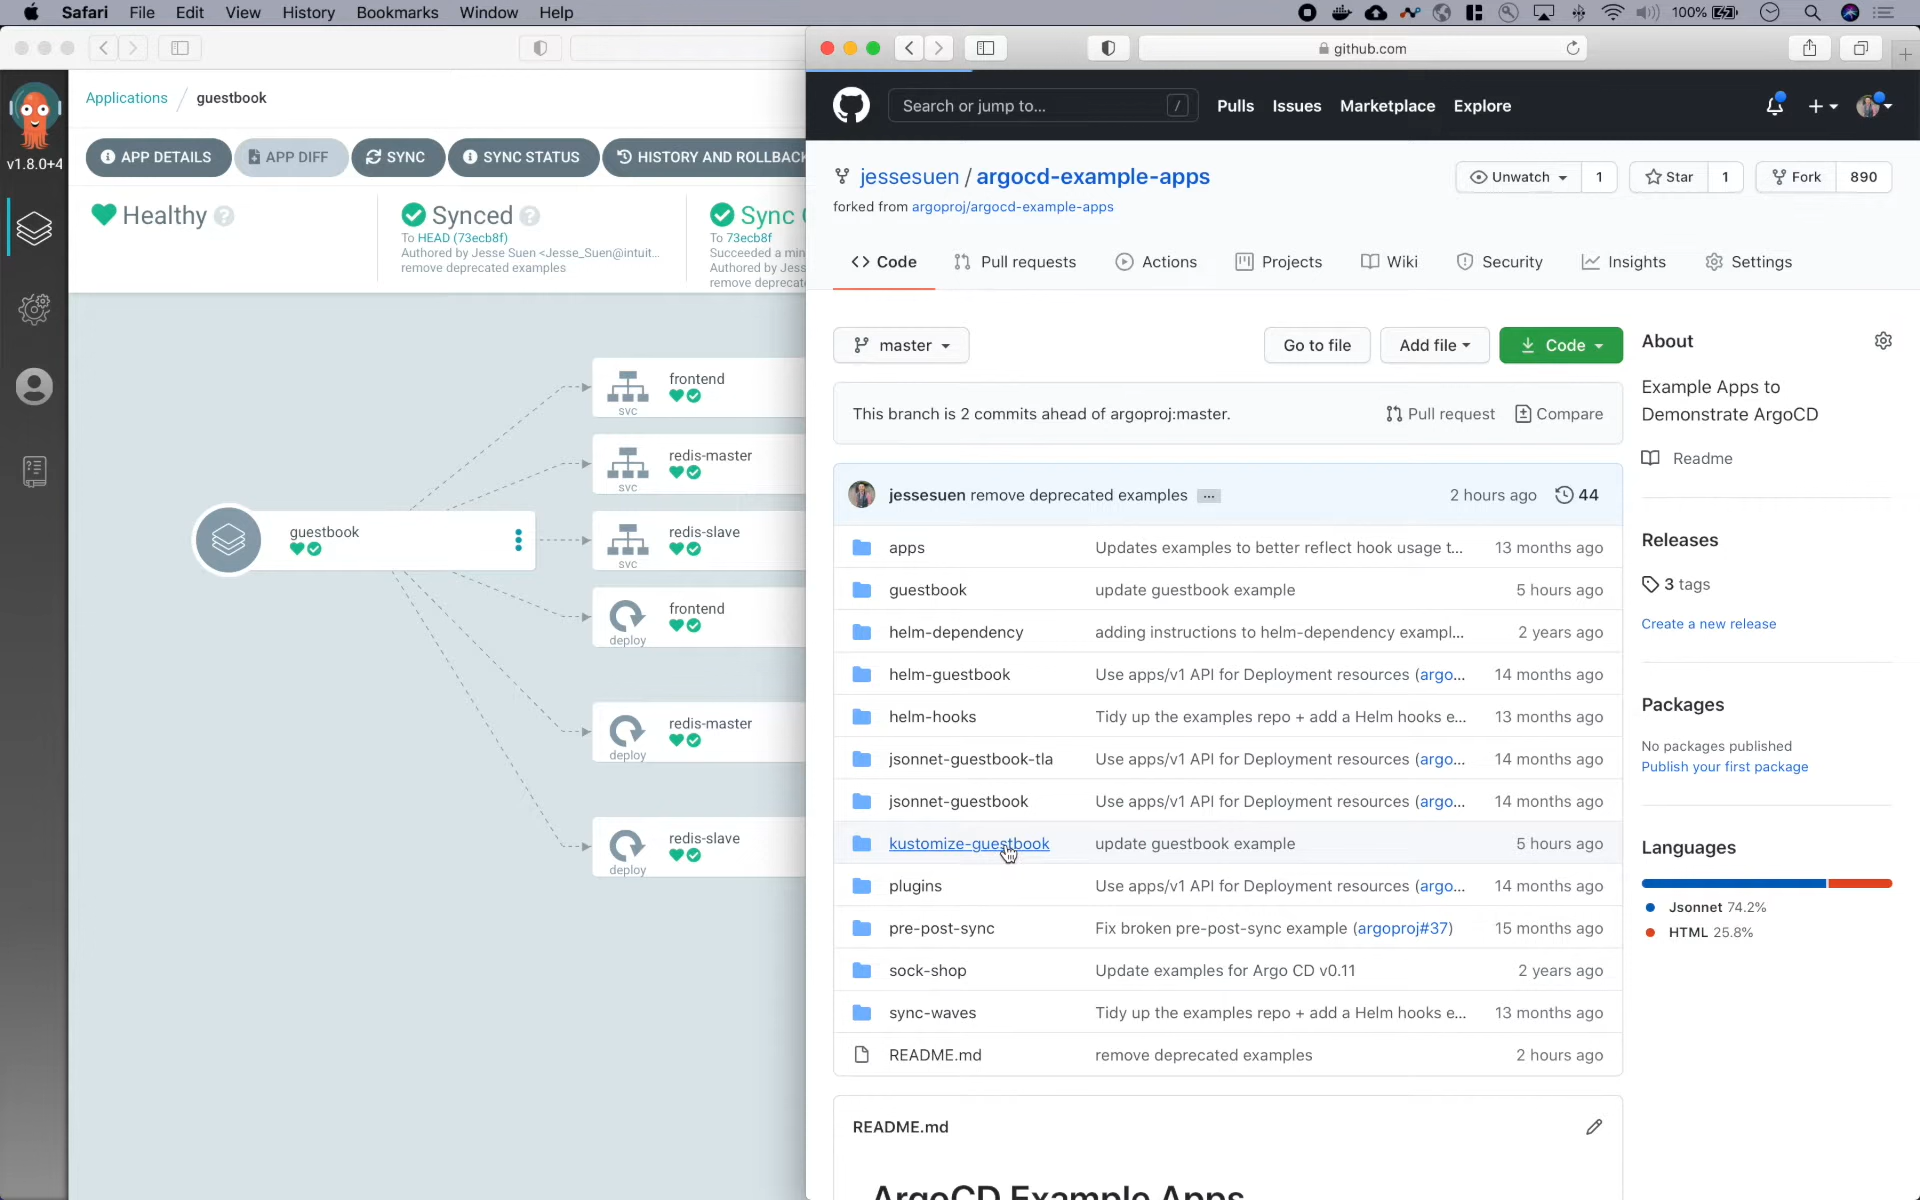 Safari File Edit View History Bookmarks Window Help
100%
github.com
v1.8.0+4
Applications / guestbook
APP DETAILS
APP DIFF
SYNC
SYNC STATUS
HISTORY AND ROLLBACK
Healthy
Synced
To HEAD (73ecb8f)
Authored by Jesse Suen <Jesse_Suen@intuit...
remove deprecated examples
Sync
To 73ecb8f
Succeeded a min
Authored by Jess
remove deprecat
guestbook
frontend
svc
redis-master
svc
redis-slave
svc
frontend
deploy
redis-master
deploy
redis-slave
deploy
Search or jump to... /
Pulls Issues Marketplace Explore
jessesuen / argocd-example-apps
forked from argoproj/argocd-example-apps
Unwatch 1
Star 1
Fork 890
Code Pull requests Actions Projects Wiki Security Insights Settings
master
Go to file
Add file
Code
This branch is 2 commits ahead of argoproj:master.
Pull request
Compare
jessesuen remove deprecated examples ... 2 hours ago 44
apps Updates examples to better reflect hook usage t... 13 months ago
guestbook update guestbook example 5 hours ago
helm-dependency adding instructions to helm-dependency exampl... 2 years ago
helm-guestbook Use apps/v1 API for Deployment resources (argo... 14 months ago
helm-hooks Tidy up the examples repo + add a Helm hooks e... 13 months ago
jsonnet-guestbook-tla Use apps/v1 API for Deployment resources (argo... 14 months ago
jsonnet-guestbook Use apps/v1 API for Deployment resources (argo... 14 months ago
kustomize-guestbook update guestbook example 5 hours ago
plugins Use apps/v1 API for Deployment resources (argo... 14 months ago
pre-post-sync Fix broken pre-post-sync example (argoproj#37) 15 months ago
sock-shop Update examples for Argo CD v0.11 2 years ago
sync-waves Tidy up the examples repo + add a Helm hooks e... 13 months ago
README.md remove deprecated examples 2 hours ago
README.md
ArgoCD Example Apps
About
Example Apps to
Demonstrate ArgoCD
Readme
Releases
3 tags
Create a new release
Packages
No packages published
Publish your first package
Languages
Jsonnet 74.2%
HTML 25.8%